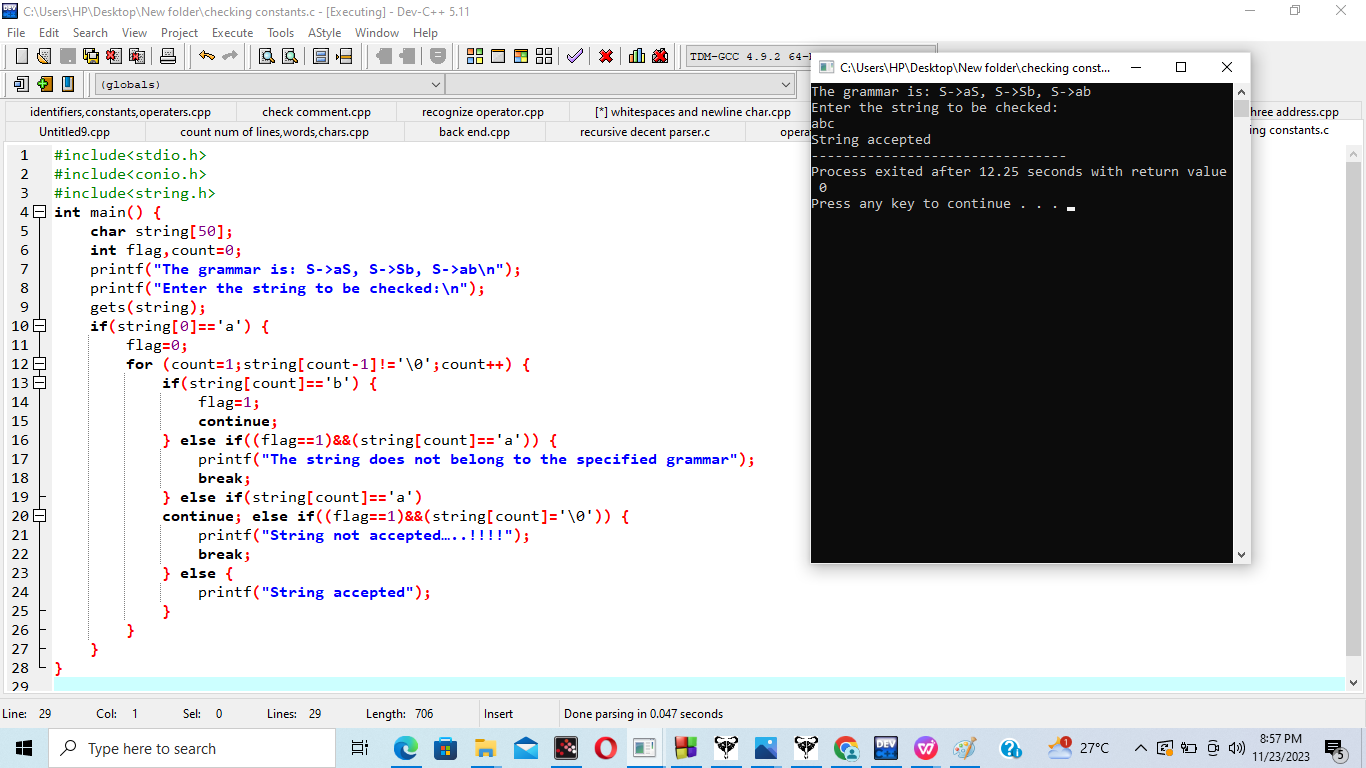 C:\Users\HP\Desktop\New folder\checking constants.c - [Executing] - Dev-C++ 5.11
File Edit Search View Project Execute Tools AStyle Window Help
TDM-GCC 4.9.2 64-
(globals)
identifiers,constants,operaters.cpp check comment.cpp recognize operator.cpp [*] whitespaces and newline char.cpp hree address.cpp
Untitled9.cpp count num of lines,words,chars.cpp back end.cpp recursive decent parser.c opera ing constants.c
1 #include<stdio.h>
2 #include<conio.h>
3 #include<string.h>
4 int main() {
5 char string[50];
6 int flag,count=0;
7 printf("The grammar is: S->aS, S->Sb, S->ab\n");
8 printf("Enter the string to be checked:\n");
9 gets(string);
10 if(string[0]=='a') {
11 flag=0;
12 for (count=1;string[count-1]!='\0';count++) {
13 if(string[count]=='b') {
14 flag=1;
15 continue;
16 } else if((flag==1)&&(string[count]=='a')) {
17 printf("The string does not belong to the specified grammar");
18 break;
19 } else if(string[count]=='a')
20 continue; else if((flag==1)&&(string[count]='\0')) {
21 printf("String not accepted…..!!!!");
22 break;
23 } else {
24 printf("String accepted");
25 }
26 }
27 }
28 }
29
C:\Users\HP\Desktop\New folder\checking const...
The grammar is: S->aS, S->Sb, S->ab
Enter the string to be checked:
abc
String accepted
--------------------------------
Process exited after 12.25 seconds with return value
0
Press any key to continue . . .
Line: 29 Col: 1 Sel: 0 Lines: 29 Length: 706 Insert Done parsing in 0.047 seconds
Type here to search
1 27°C
8:57 PM
11/23/2023
5